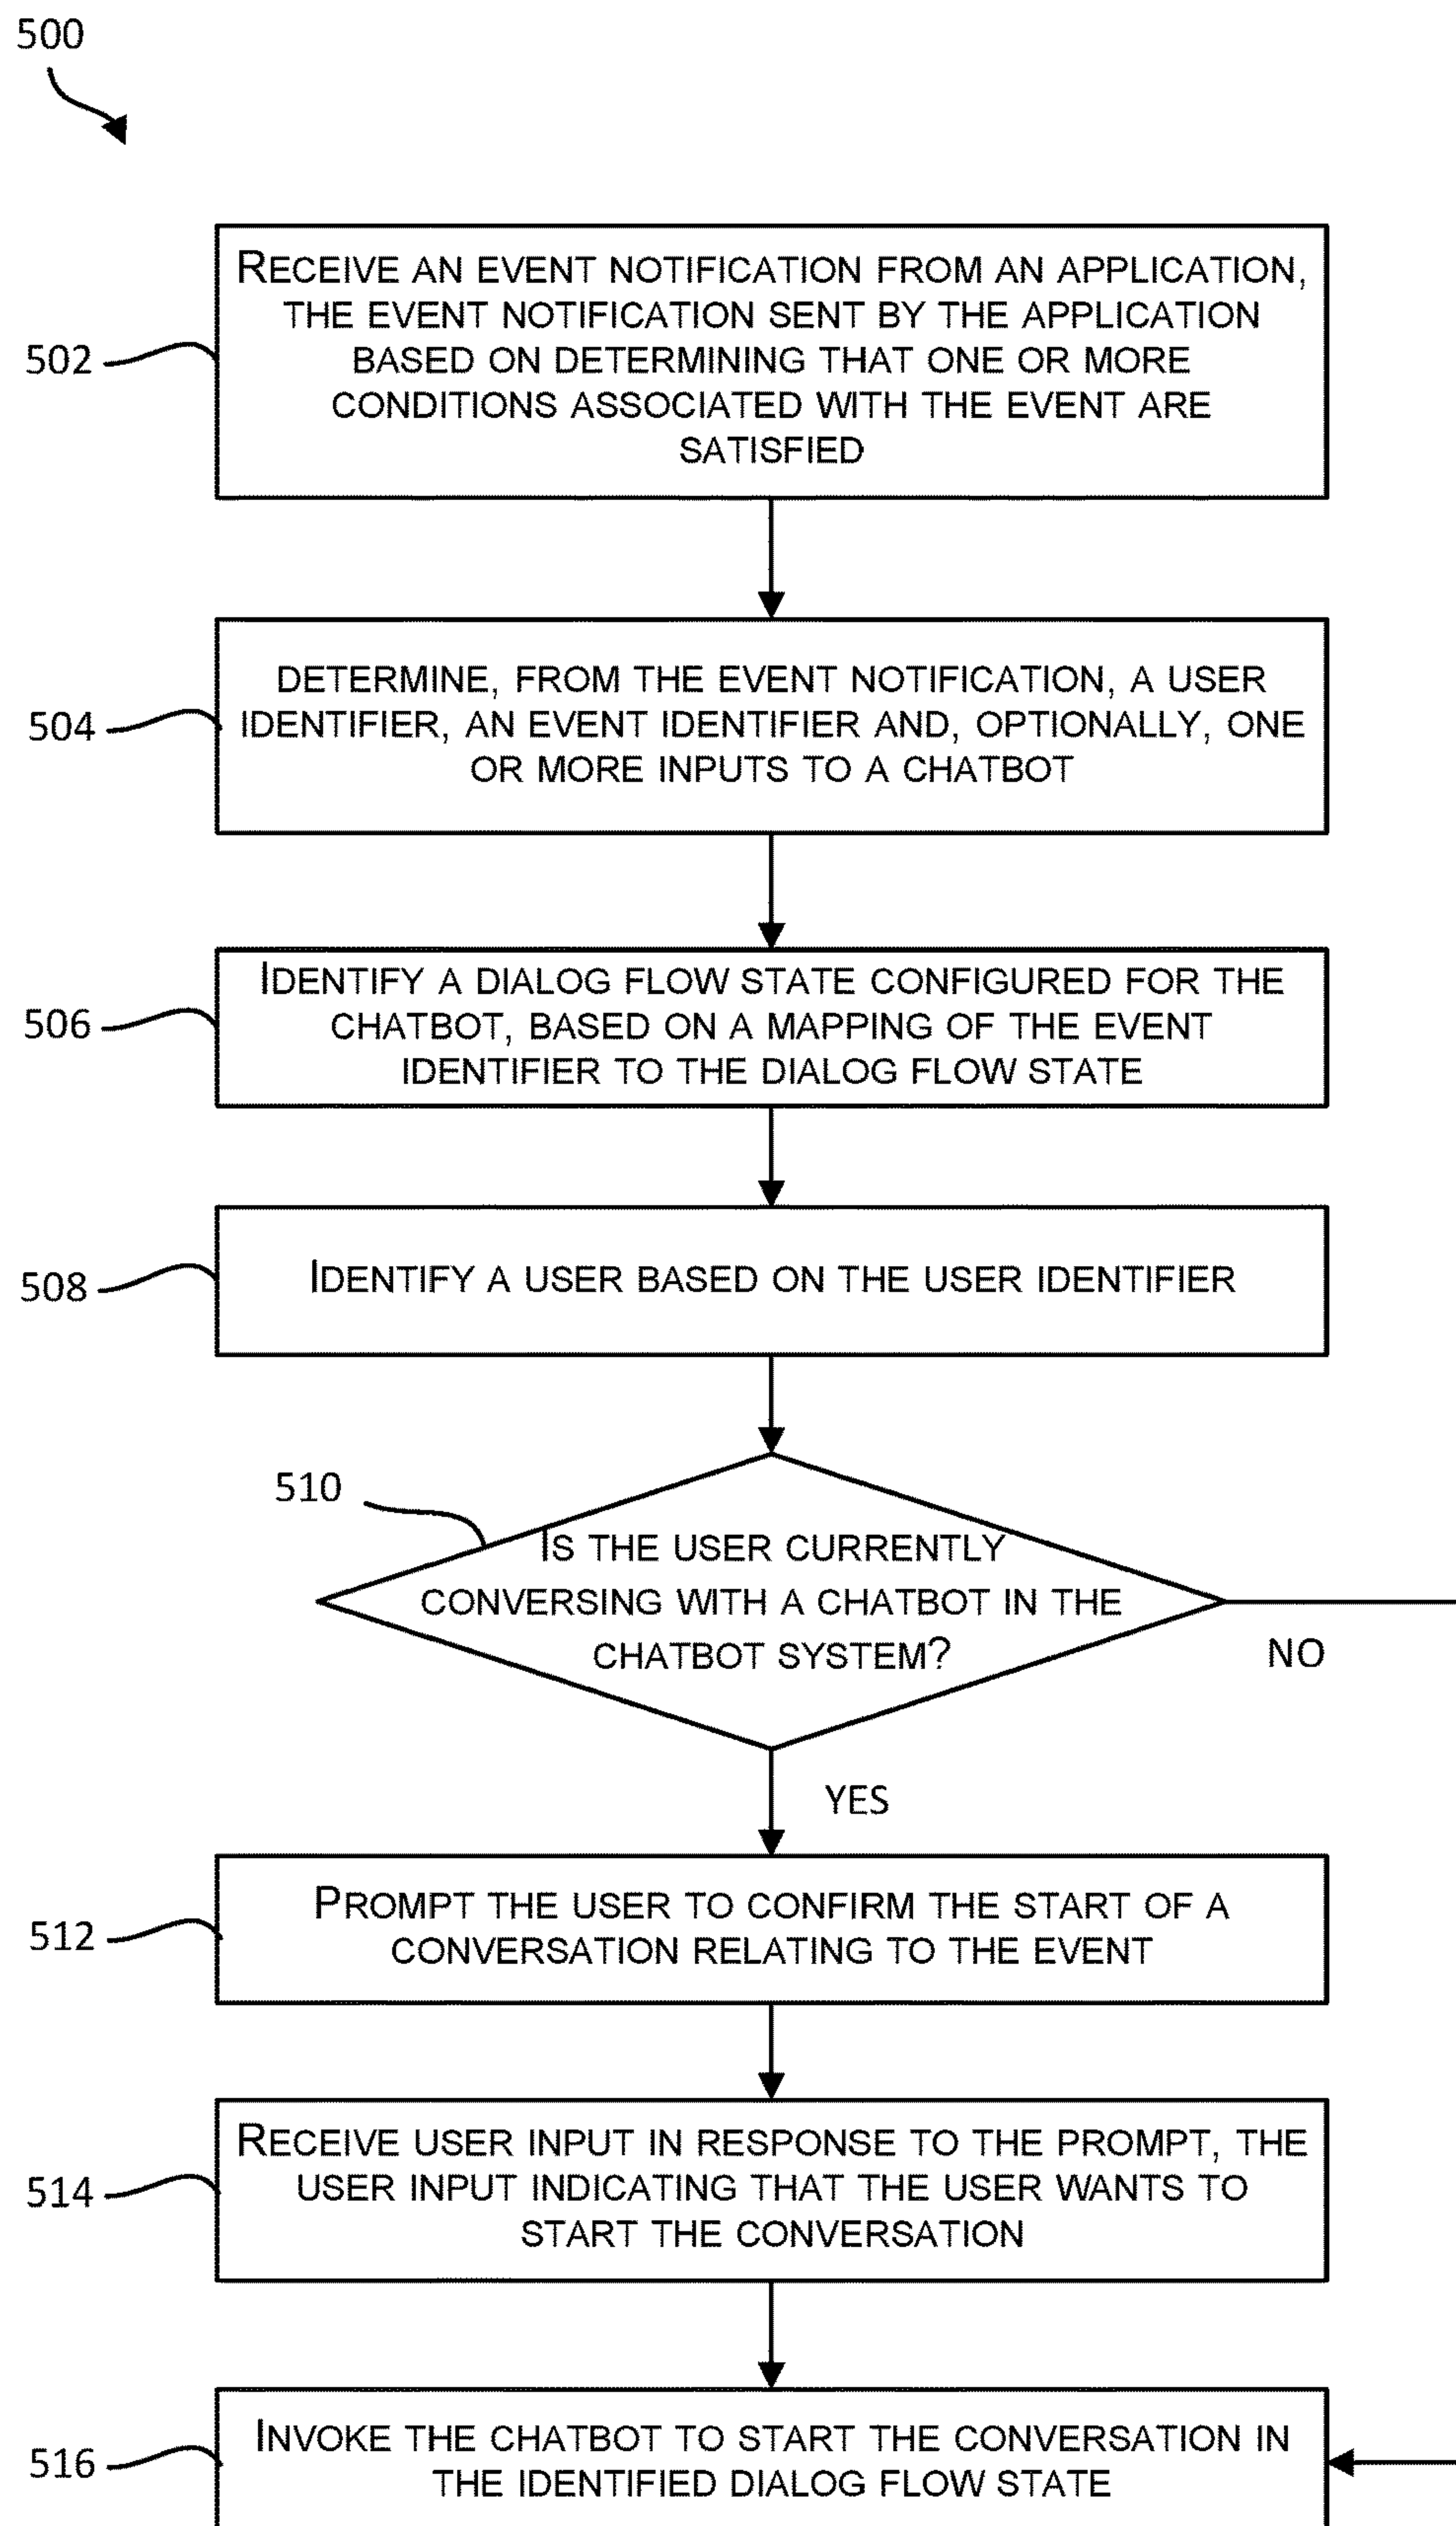 500
RECEIVE AN EVENT NOTIFICATION FROM AN APPLICATION,
THE EVENT NOTIFICATION SENT BY THE APPLICATION
BASED ON DETERMINING THAT ONE OR MORE
CONDITIONS ASSOCIATED WITH THE EVENT ARE
SATISFIED
502
DETERMINE, FROM THE EVENT NOTIFICATION, A USER
IDENTIFIER, AN EVENT IDENTIFIER AND, OPTIONALLY, ONE
OR MORE INPUTS TO A CHATBOT
504
IDENTIFY A DIALOG FLOW STATE CONFIGURED FOR THE
CHATBOT, BASED ON A MAPPING OF THE EVENT
IDENTIFIER TO THE DIALOG FLOW STATE
506
IDENTIFY A USER BASED ON THE USER IDENTIFIER
508
510
IS THE USER CURRENTLY
CONVERSING WITH A CHATBOT IN THE
CHATBOT SYSTEM?
NO
YES
PROMPT THE USER TO CONFIRM THE START OF A
CONVERSATION RELATING TO THE EVENT
512
RECEIVE USER INPUT IN RESPONSE TO THE PROMPT, THE
USER INPUT INDICATING THAT THE USER WANTS TO
START THE CONVERSATION
514
INVOKE THE CHATBOT TO START THE CONVERSATION IN
THE IDENTIFIED DIALOG FLOW STATE
516